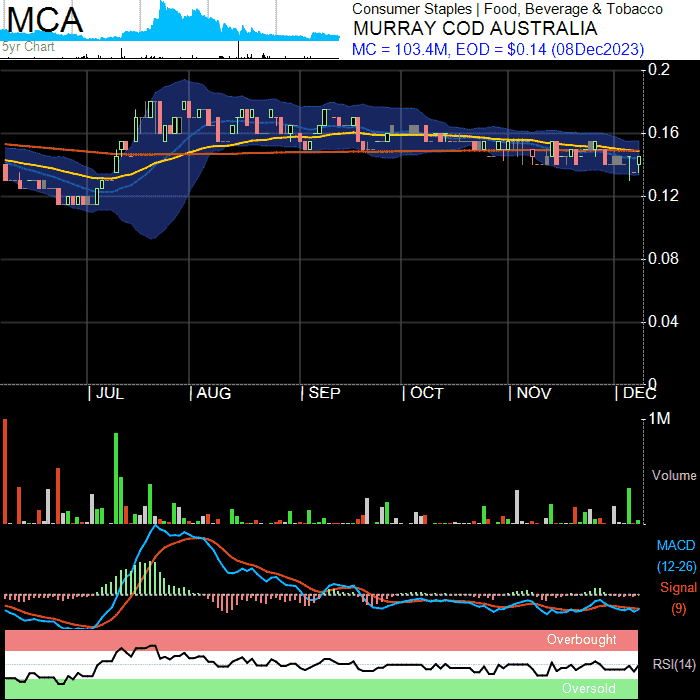 MCA
5yr Chart
Consumer Staples | Food, Beverage & Tobacco
MURRAY COD AUSTRALIA
MC = 103.4M, EOD = $0.14 (08Dec2023)
0.2
0.16
0.12
0.08
0.04
0
JUL AUG SEP OCT NOV DEC
1M
Volume
MACD
(12-26)
Signal
(9)
Overbought
RSI(14)
Oversold